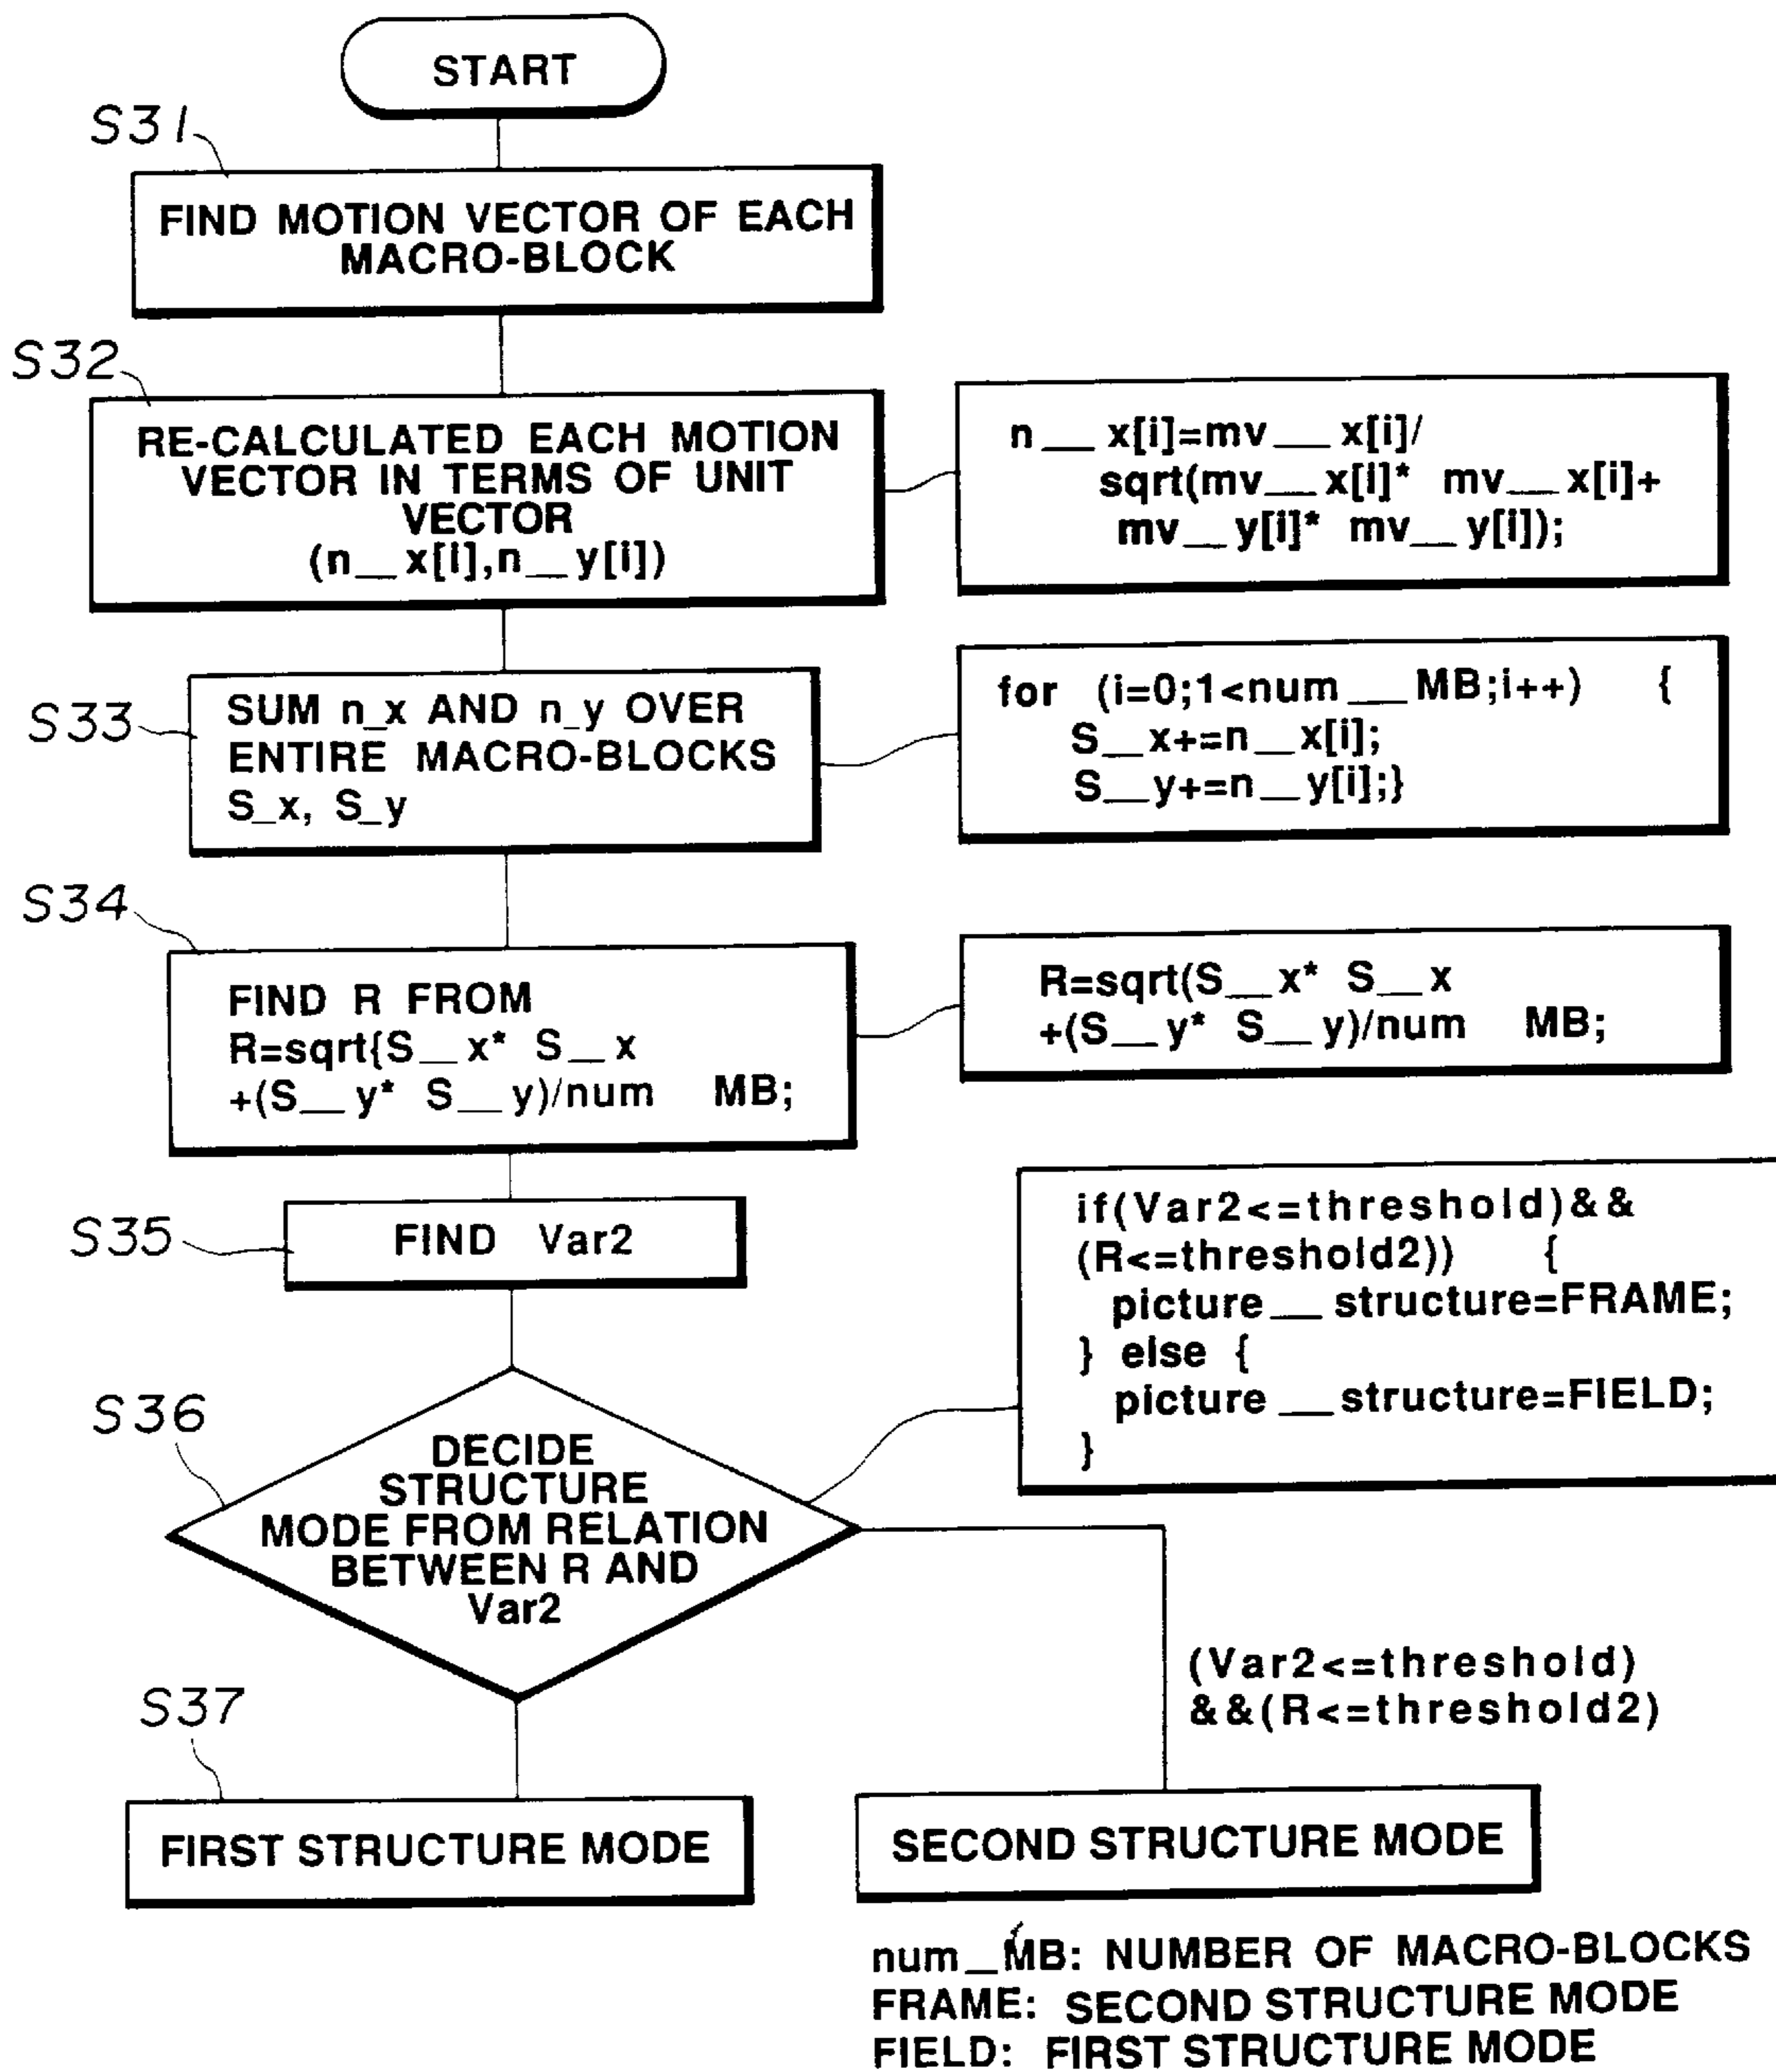 START
S31
FIND MOTION VECTOR OF EACH
MACRO-BLOCK
S32
RE-CALCULATED EACH MOTION
VECTOR IN TERMS OF UNIT
VECTOR
(n__x[i],n__y[i])
n__x[i]=mv__x[i]/
sqrt(mv__x[i]* mv__x[i]+
mv__y[i]* mv__y[i]);
S33
SUM n_x AND n_y OVER
ENTIRE MACRO-BLOCKS
S_x, S_y
for (i=0;1<num__MB;i++) {
S__x+=n__x[i];
S__y+=n__y[i];}
S34
FIND R FROM
R=sqrt{S__x* S__x
+(S__y* S__y)/num MB;
R=sqrt(S__x* S__x
+(S__y* S__y)/num MB;
S35
FIND Var2
if(Var2<=threshold)&&
(R<=threshold2)) {
picture__structure=FRAME;
} else {
picture__structure=FIELD;
}
S36
DECIDE
STRUCTURE
MODE FROM RELATION
BETWEEN R AND
Var2
(Var2<=threshold)
&&(R<=threshold2)
S37
FIRST STRUCTURE MODE
SECOND STRUCTURE MODE
num_MB: NUMBER OF MACRO-BLOCKS
FRAME: SECOND STRUCTURE MODE
FIELD: FIRST STRUCTURE MODE